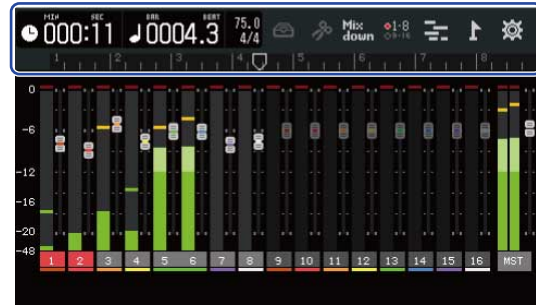 MIN SEC BAR BEAT
000:11 0004.3 75.0 4/4 Mix down 1-8 9-16
1 2 3 4 5 6 7 8
0
-6
-12
-16
-20
-48
1 2 3 4 5 6 7 8 9 10 11 12 13 14 15 16 MST